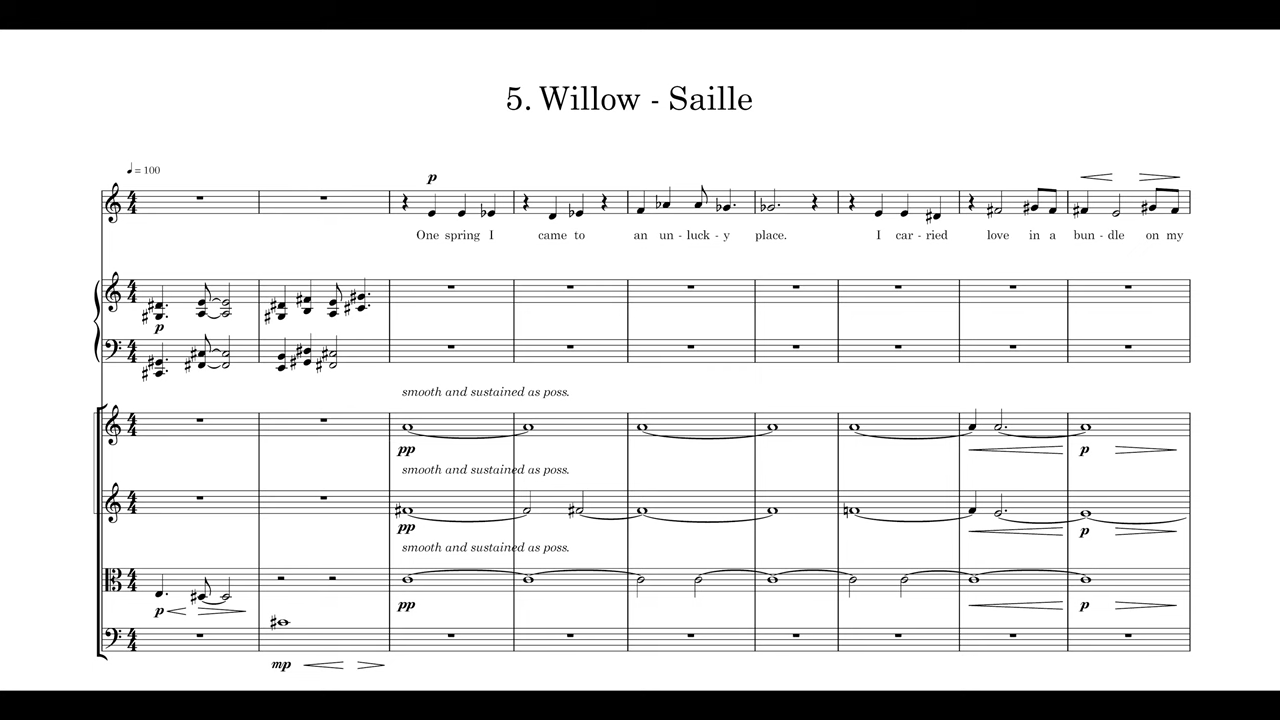 5. Willow - Saille
= 100
p
One spring I came to an un - luck - y place. I car - ried love in a bun - dle on my
p
smooth and sustained as poss.
pp p
smooth and sustained as poss.
pp p
smooth and sustained as poss.
p pp p
mp